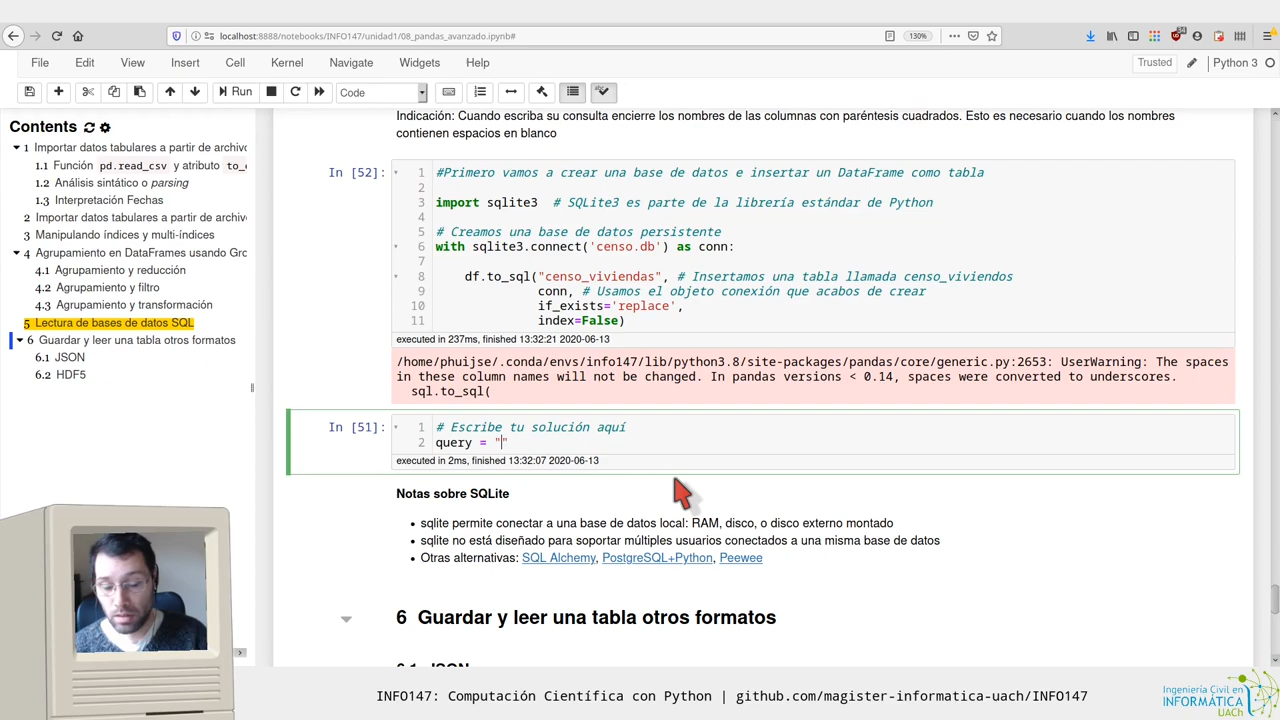 localhost:8888/notebooks/INFO147/unidad1/08_pandas_avanzado.ipynb#
130%
File Edit View Insert Cell Kernel Navigate Widgets Help
Trusted
Python 3
Run
Code
Contents
1 Importar datos tabulares a partir de archivo
1.1 Función pd.read_csv y atributo to_c
1.2 Análisis sintático o parsing
1.3 Interpretación Fechas
2 Importar datos tabulares a partir de archivo
3 Manipulando índices y multi-índices
4 Agrupamiento en DataFrames usando Gro
4.1 Agrupamiento y reducción
4.2 Agrupamiento y filtro
4.3 Agrupamiento y transformación
5 Lectura de bases de datos SQL
6 Guardar y leer una tabla otros formatos
6.1 JSON
6.2 HDF5
Indicación: Cuando escriba su consulta encierre los nombres de las columnas con paréntesis cuadrados. Esto es necesario cuando los nombres
contienen espacios en blanco
In [52]:
1 #Primero vamos a crear una base de datos e insertar un DataFrame como tabla
2
3 import sqlite3 # SQLite3 es parte de la librería estándar de Python
4
5 # Creamos una base de datos persistente
6 with sqlite3.connect('censo.db') as conn:
7
8 df.to_sql("censo_viviendas", # Insertamos una tabla llamada censo_viviendos
9 conn, # Usamos el objeto conexión que acabos de crear
10 if_exists='replace',
11 index=False)
executed in 237ms, finished 13:32:21 2020-06-13
/home/phuijse/.conda/envs/info147/lib/python3.8/site-packages/pandas/core/generic.py:2653: UserWarning: The spaces
in these column names will not be changed. In pandas versions < 0.14, spaces were converted to underscores.
sql.to_sql(
In [51]:
1 # Escribe tu solución aquí
2 query = ""
executed in 2ms, finished 13:32:07 2020-06-13
Notas sobre SQLite
• sqlite permite conectar a una base de datos local: RAM, disco, o disco externo montado
• sqlite no está diseñado para soportar múltiples usuarios conectados a una misma base de datos
• Otras alternativas: SQL Alchemy, PostgreSQL+Python, Peewee
6 Guardar y leer una tabla otros formatos
6.1 JSON
INFO147: Computación Científica con Python | github.com/magister-informatica-uach/INFO147
Ingeniería Civil en
INFORMÁTICA
UACh